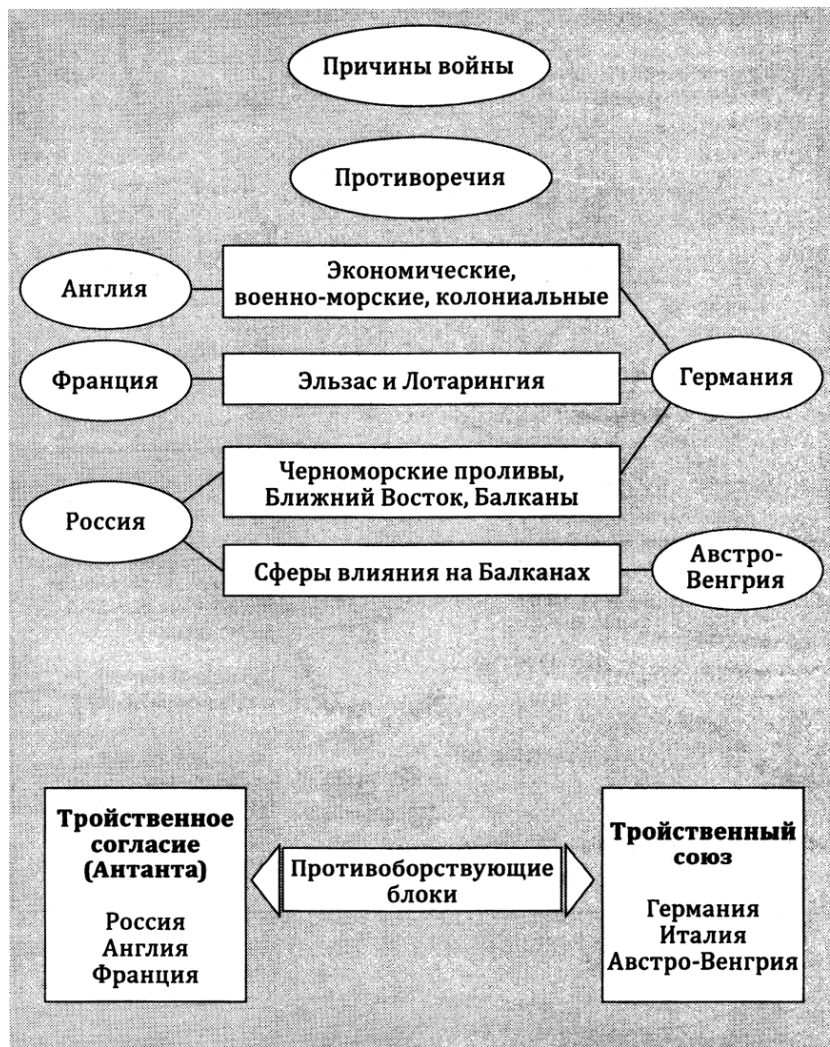 Причины войны
Противоречия
Англия
Экономические,
военно-морские, колониальные
Франция
Эльзас и Лотарингия
Германия
Россия
Черноморские проливы,
Ближний Восток, Балканы
Сферы влияния на Балканах
Австро-
Венгрия
Тройственное
согласие
(Антанта)
Россия
Англия
Франция
Противоборствующие
блоки
Тройственный
союз
Германия
Италия
Австро-Венгрия